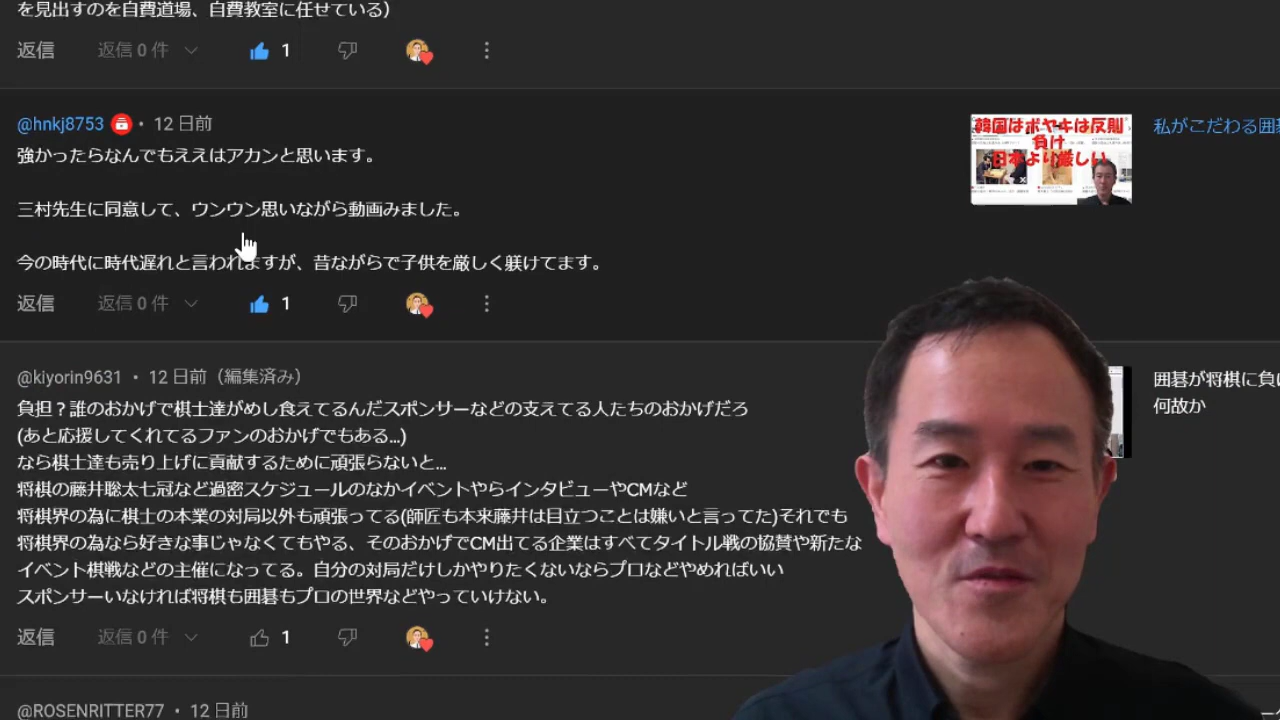 を見出すのを自費道場、自費教室に任せている)
返信 返信 0 件 1
@hnkj8753 ・ 12 日前
強かったらなんでもええはアカンと思います。
三村先生に同意して、ウンウン思いながら動画みました。
今の時代に時代遅れと言われますが、昔ながらで子供を厳しく躾けてます。
返信 返信 0 件 1
韓国はボヤキは反則
負け
日本より厳しい
私がこだわる囲碁
@kiyorin9631 ・ 12 日前（編集済み）
負担？誰のおかげで棋士達がめし食えてるんだスポンサーなどの支えてる人たちのおかげだろ
(あと応援してくれてるファンのおかげでもある…)
なら棋士達も売り上げに貢献するために頑張らないと…
将棋の藤井聡太七冠など過密スケジュールのなかイベントやらインタビューやCMなど
将棋界の為に棋士の本業の対局以外も頑張ってる(師匠も本来藤井は目立つことは嫌いと言ってた)それでも
将棋界の為なら好きな事じゃなくてもやる、そのおかげでCM出てる企業はすべてタイトル戦の協賛や新たな
イベント棋戦などの主催になってる。自分の対局だけしかやりたくないならプロなどやめればいい
スポンサーいなければ将棋も囲碁もプロの世界などやっていけない。
返信 返信 0 件 1
囲碁が将棋に負け
何故か
@ROSENRITTER77 ・ 12 日前